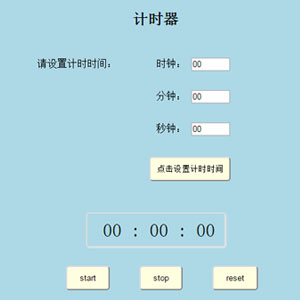 计时器
请设置计时时间： 时钟： 00
分钟： 00
秒钟： 00
点击设置计时时间
00 : 00 : 00
start stop reset